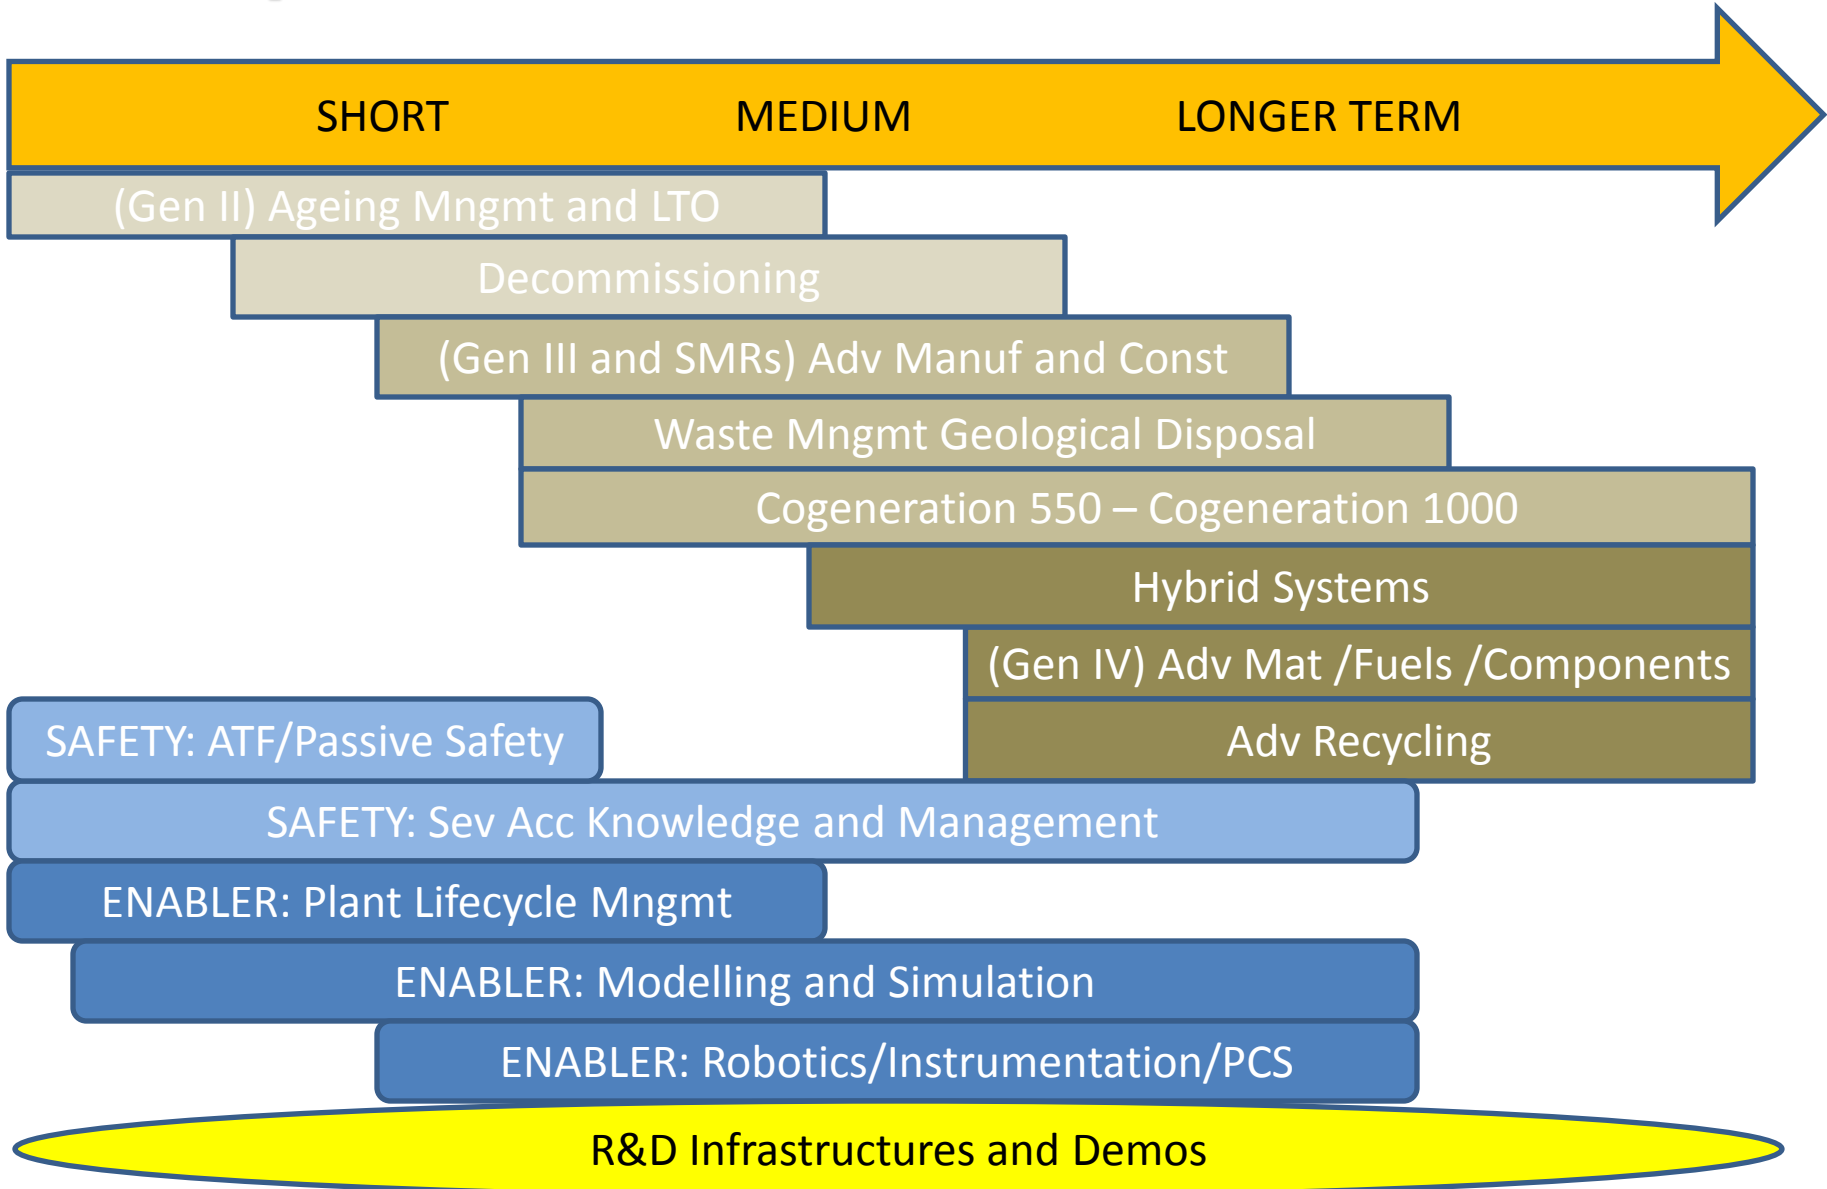 SHORT MEDIUM LONGER TERM
(Gen II) Ageing Mngmt and LTO
Decommissioning
(Gen III and SMRs) Adv Manuf and Const
Waste Mngmt Geological Disposal
Cogeneration 550 – Cogeneration 1000
Hybrid Systems
(Gen IV) Adv Mat /Fuels /Components
SAFETY: ATF/Passive Safety
Adv Recycling
SAFETY: Sev Acc Knowledge and Management
ENABLER: Plant Lifecycle Mngmt
ENABLER: Modelling and Simulation
ENABLER: Robotics/Instrumentation/PCS
R&D Infrastructures and Demos